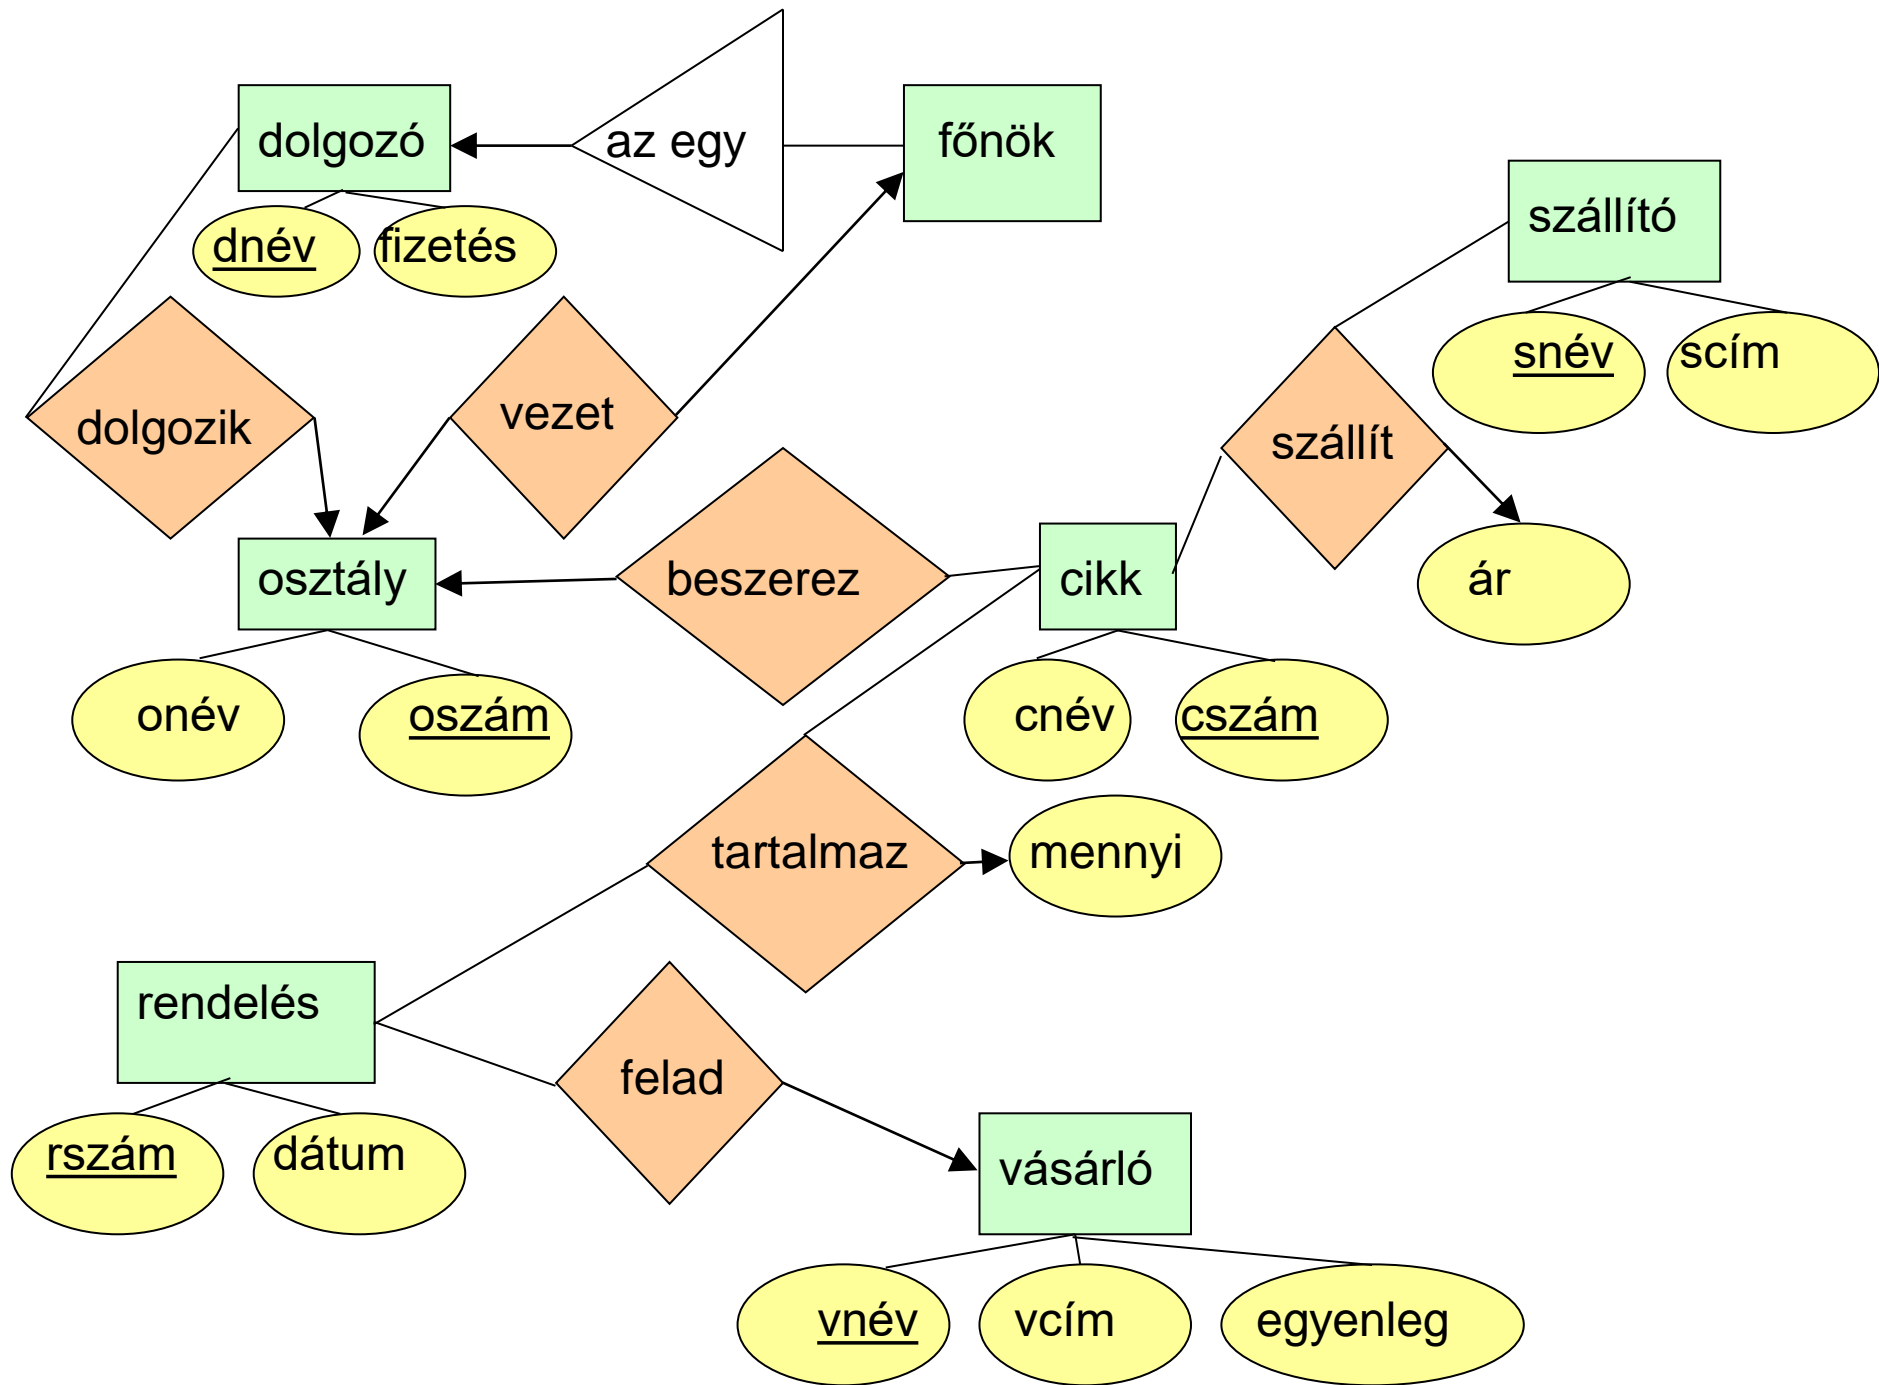 dolgozó
az egy
főnök
szállító
dnév
fizetés
snév
scím
dolgozik
vezet
szállít
osztály
beszerez
cikk
ár
onév
oszám
cnév
cszám
tartalmaz
mennyi
rendelés
felad
rszám
dátum
vásárló
vnév
vcím
egyenleg